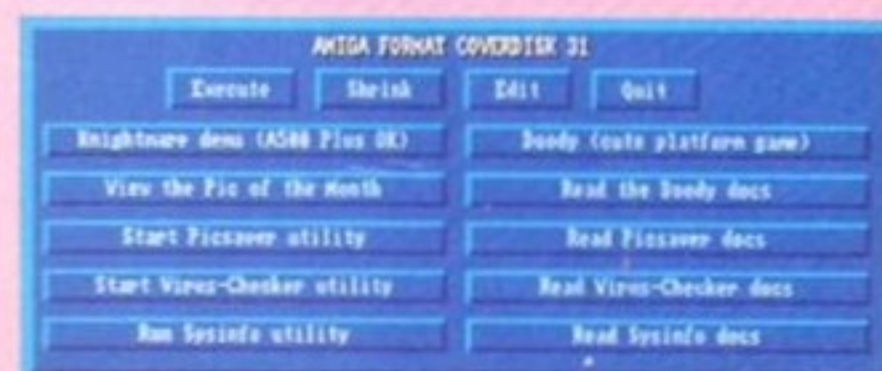 AMIGA FORMAT COVERDISK 31
Execute Shrink Edit Quit
Knightmare demo (A500 Plus OK) Doody (cute platform game)
View the Pic of the Month Read the Doody docs
Start Picsaver utility Read Picsaver docs
Start Virus-Checker utility Read Virus-Checker docs
Run Sysinfo utility Read Sysinfo docs